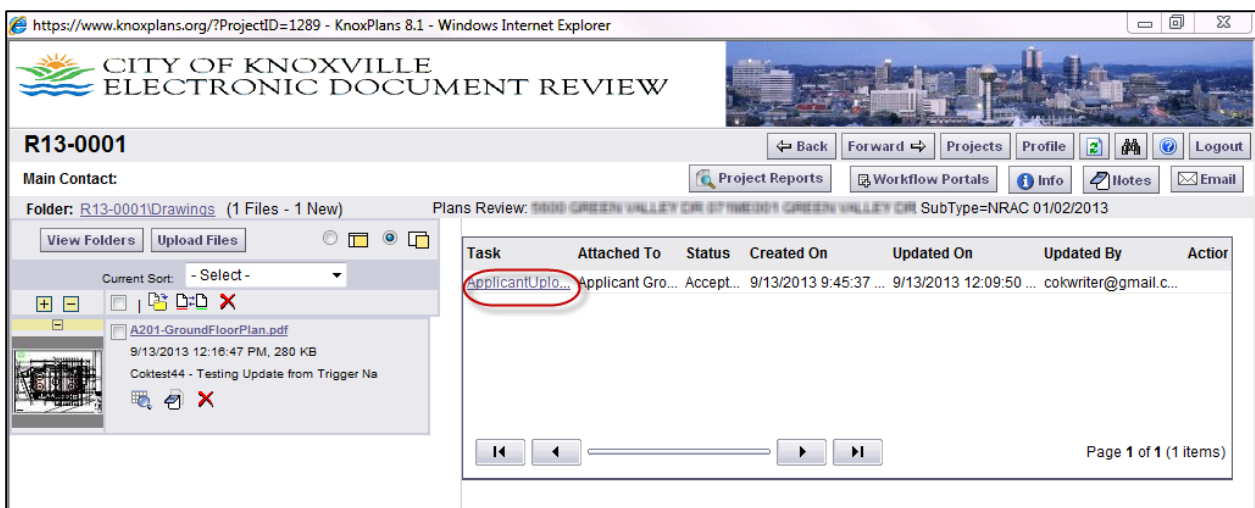 https://www.knoxplans.org/?ProjectID=1289 - KnoxPlans 8.1 - Windows Internet Explorer
CITY OF KNOXVILLE
ELECTRONIC DOCUMENT REVIEW
R13-0001
Back Forward Projects Profile Logout
Main Contact:
Project Reports Workflow Portals Info Notes Email
Folder: R13-0001\Drawings (1 Files - 1 New)
Plans Review: SubType=NRAC 01/02/2013
View Folders Upload Files
Current Sort: - Select -
Task Attached To Status Created On Updated On Updated By Action
ApplicantUplo... Applicant Gro... Accept... 9/13/2013 9:45:37 ... 9/13/2013 12:09:50 ... cokwriter@gmail.c...
A201-GroundFloorPlan.pdf
9/13/2013 12:16:47 PM, 280 KB
Coktest44 - Testing Update from Trigger Na
Page 1 of 1 (1 items)